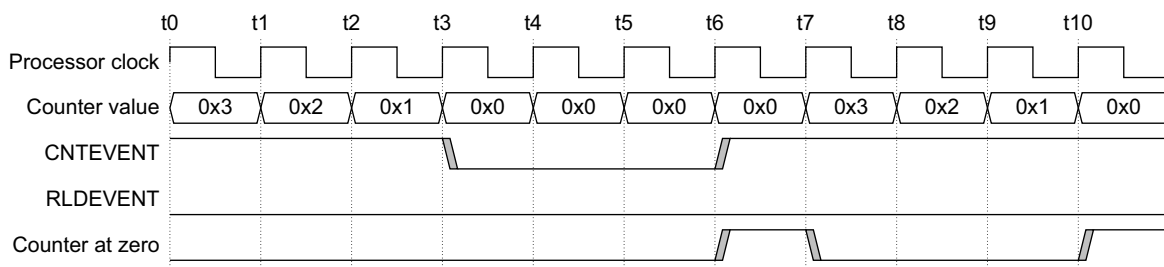 t0 t1 t2 t3 t4 t5 t6 t7 t8 t9 t10
Processor clock
Counter value 0x3 0x2 0x1 0x0 0x0 0x0 0x0 0x3 0x2 0x1 0x0
CNTEVENT
RLDEVENT
Counter at zero